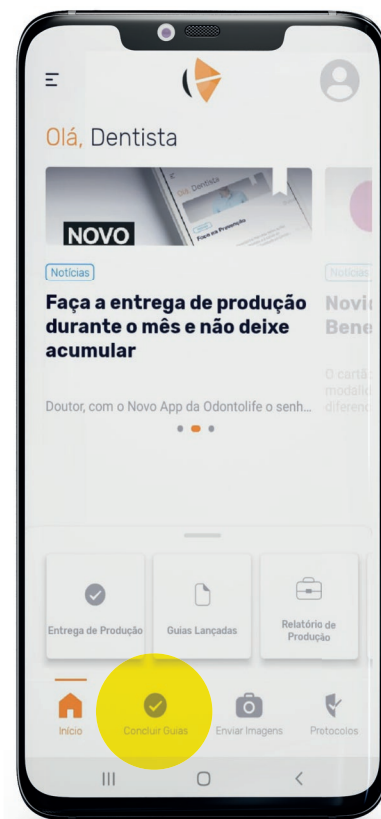 Olá, Dentista
NOVO
Notícias
Notícias
Faça a entrega de produção
durante o mês e não deixe
acumular
Novi
Bene
O cartã
modalid
diferenc
Doutor, com o Novo App da Odontolife o senh...
Entrega de Produção
Guias Lançadas
Relatório de
Produção
Início
Concluir Guias
Enviar Imagens
Protocolos